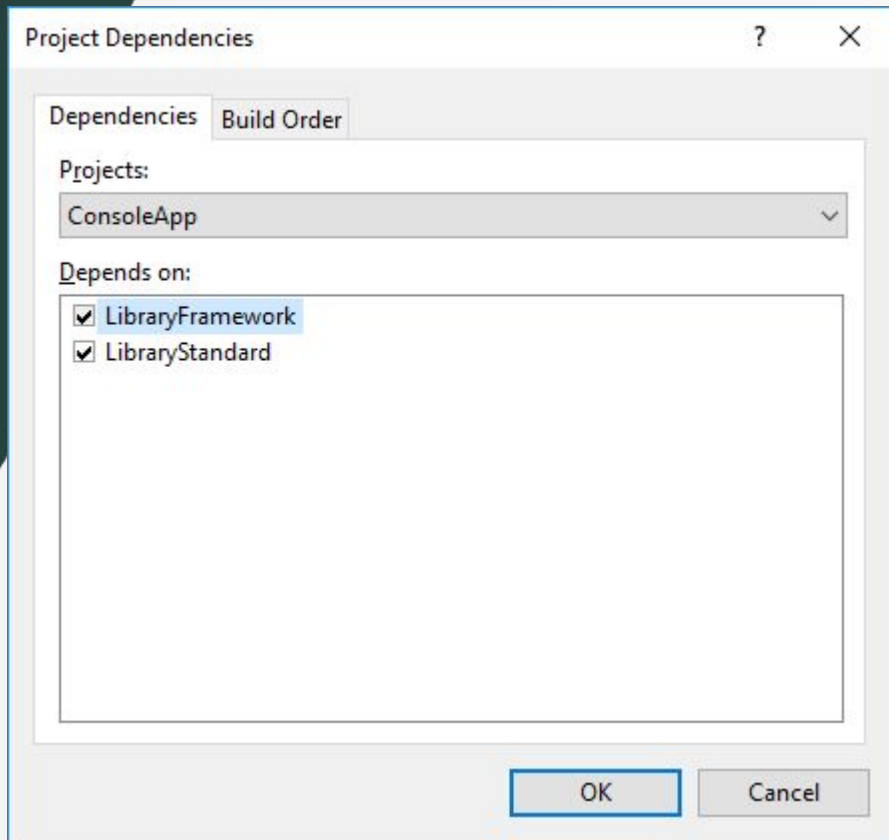 Project Dependencies
Dependencies
Build Order
Projects:
ConsoleApp
Depends on:
LibraryFramework
LibraryStandard
OK
Cancel